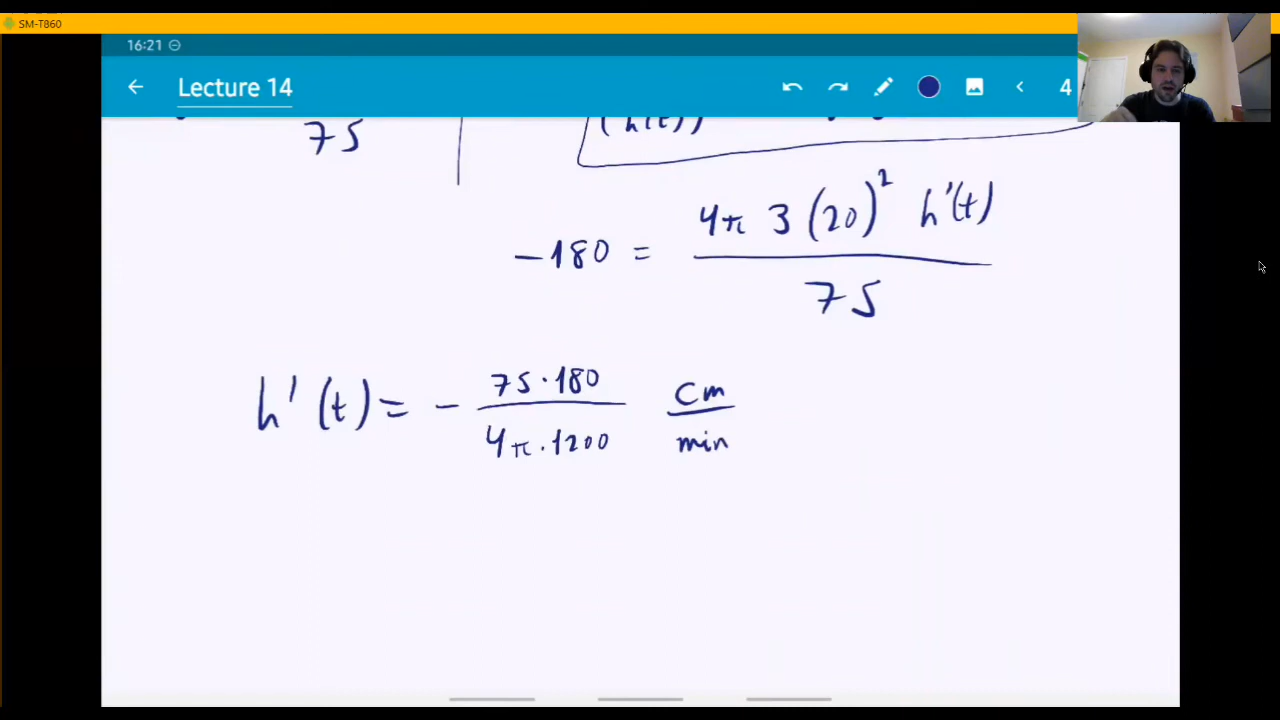 SM-T860
16:21
Lecture 14
4
75
(h(t))
-180 = 4π 3 (20)² h'(t) / 75
h'(t) = - 75·180 / 4π·1200 cm / min